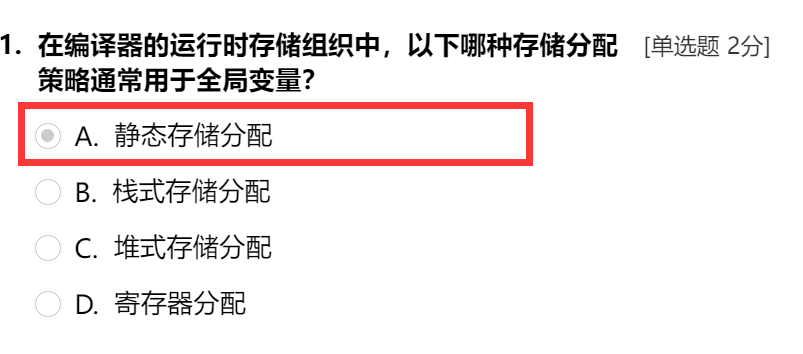 1. 在编译器的运行时存储组织中，以下哪种存储分配 [单选题 2分]
策略通常用于全局变量？
A. 静态存储分配
B. 栈式存储分配
C. 堆式存储分配
D. 寄存器分配